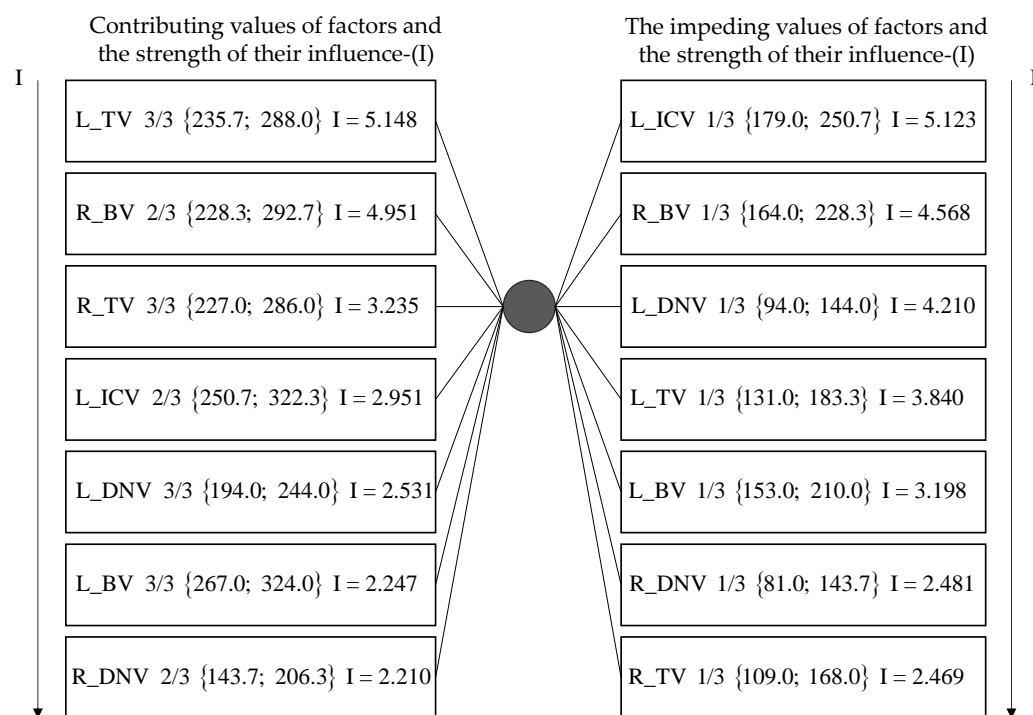 Contributing values of factors and
the strength of their influence-(I)
I
L_TV 3/3 {235.7; 288.0} I = 5.148
R_BV 2/3 {228.3; 292.7} I = 4.951
R_TV 3/3 {227.0; 286.0} I = 3.235
L_ICV 2/3 {250.7; 322.3} I = 2.951
L_DNV 3/3 {194.0; 244.0} I = 2.531
L_BV 3/3 {267.0; 324.0} I = 2.247
R_DNV 2/3 {143.7; 206.3} I = 2.210
The impeding values of factors and
the strength of their influence-(I)
I
L_ICV 1/3 {179.0; 250.7} I = 5.123
R_BV 1/3 {164.0; 228.3} I = 4.568
L_DNV 1/3 {94.0; 144.0} I = 4.210
L_TV 1/3 {131.0; 183.3} I = 3.840
L_BV 1/3 {153.0; 210.0} I = 3.198
R_DNV 1/3 {81.0; 143.7} I = 2.481
R_TV 1/3 {109.0; 168.0} I = 2.469